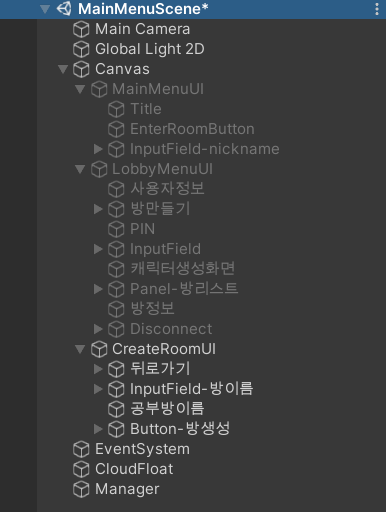 MainMenuScene*
Main Camera
Global Light 2D
Canvas
MainMenuUI
Title
EnterRoomButton
InputField-nickname
LobbyMenuUI
사용자정보
방만들기
PIN
InputField
캐릭터생성화면
Panel-방리스트
방정보
Disconnect
CreateRoomUI
뒤로가기
InputField-방이름
공부방이름
Button-방생성
EventSystem
CloudFloat
Manager